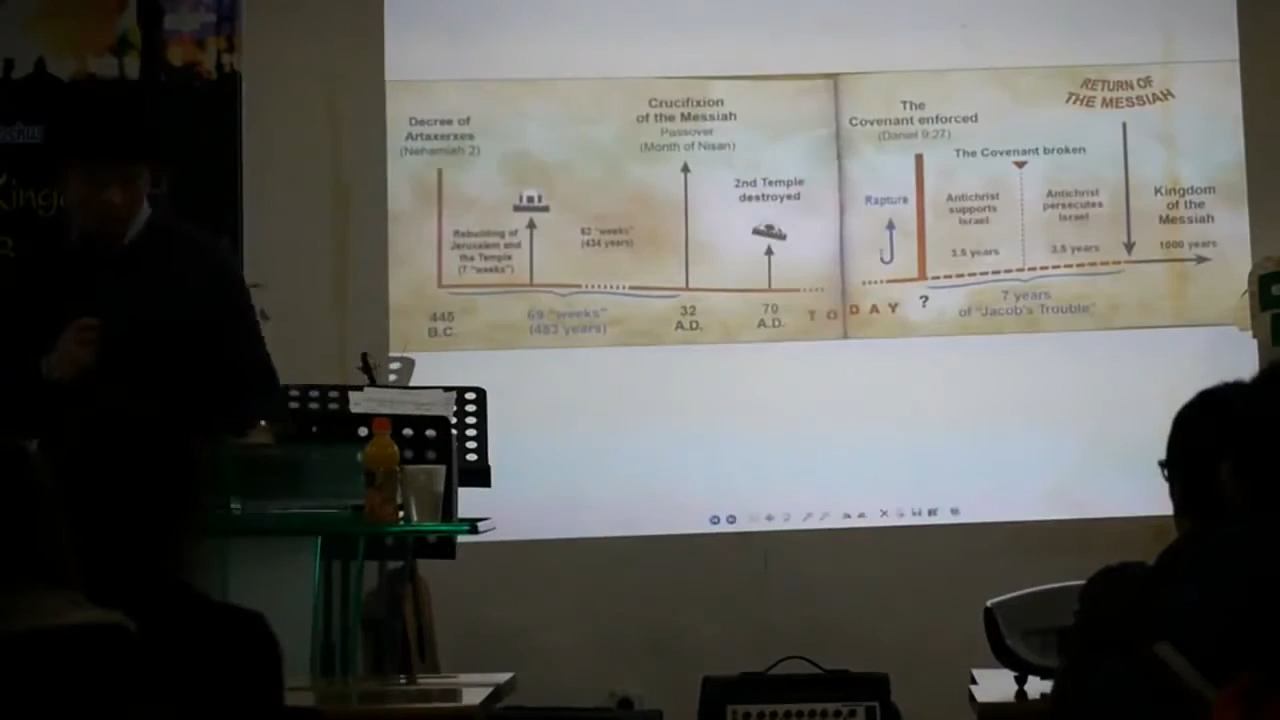 Decree of
Artaxerxes
(Nehemiah 2)
Rebuilding of
Jerusalem and
the Temple
(7 "weeks")
62 "weeks"
(434 years)
Crucifixion
of the Messiah
Passover
(Month of Nisan)
2nd Temple
destroyed
445
B.C.
69 "weeks"
(483 years)
32
A.D.
70
A.D.
TODAY
The
Covenant enforced
(Daniel 9:27)
The Covenant broken
Rapture
Antichrist
supports
Israel
3.5 years
Antichrist
persecutes
Israel
3.5 years
RETURN OF
THE MESSIAH
Kingdom
of the
Messiah
1000 years
?
7 years
of "Jacob's Trouble"